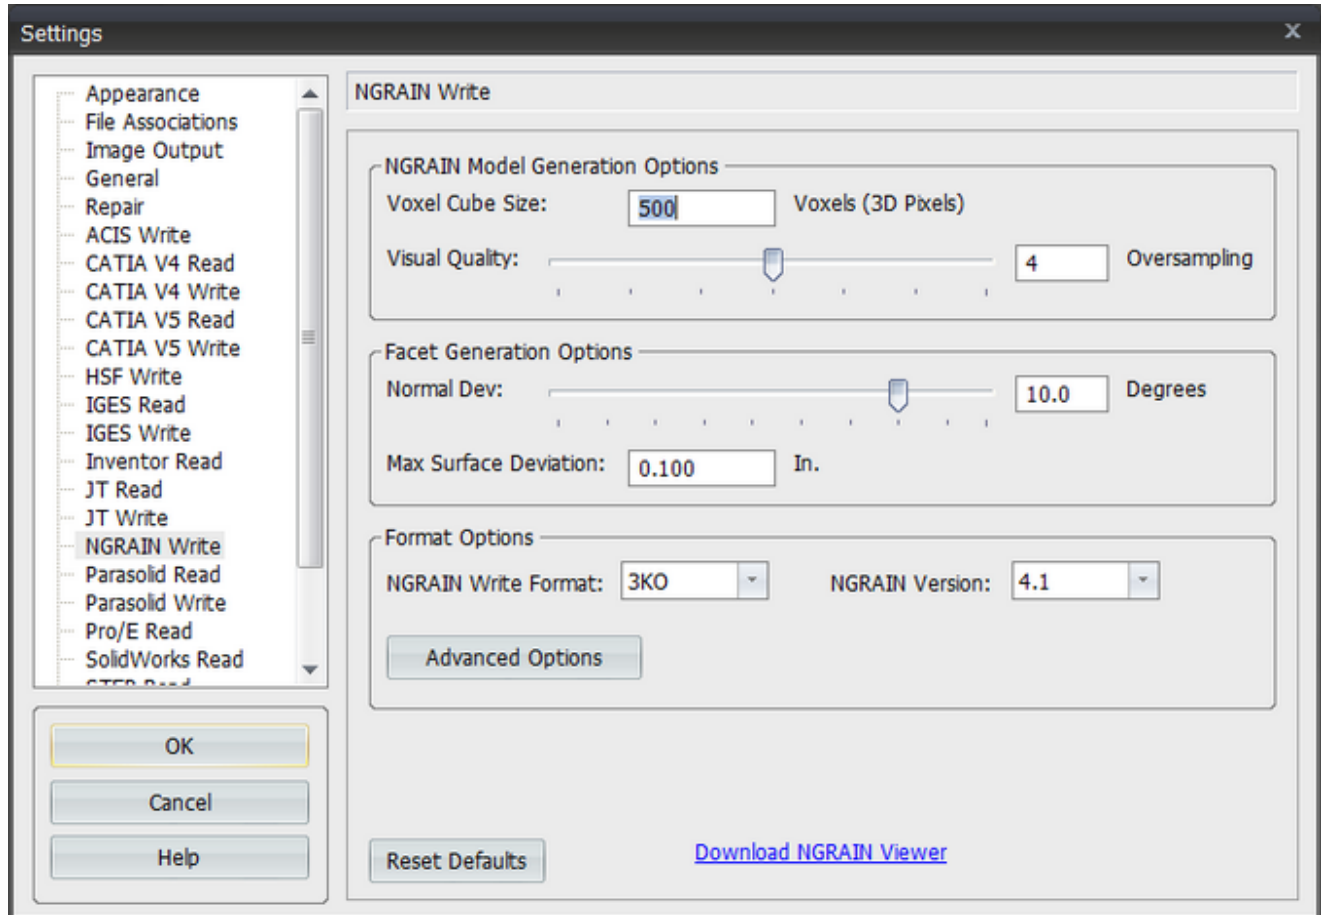 Settings
Appearance
File Associations
Image Output
General
Repair
ACIS Write
CATIA V4 Read
CATIA V4 Write
CATIA V5 Read
CATIA V5 Write
HSF Write
IGES Read
IGES Write
Inventor Read
JT Read
JT Write
NGRAIN Write
Parasolid Read
Parasolid Write
Pro/E Read
SolidWorks Read
OK
Cancel
Help
NGRAIN Write
NGRAIN Model Generation Options
Voxel Cube Size: 500 Voxels (3D Pixels)
Visual Quality: 4 Oversampling
Facet Generation Options
Normal Dev: 10.0 Degrees
Max Surface Deviation: 0.100 In.
Format Options
NGRAIN Write Format: 3KO NGRAIN Version: 4.1
Advanced Options
Reset Defaults Download NGRAIN Viewer